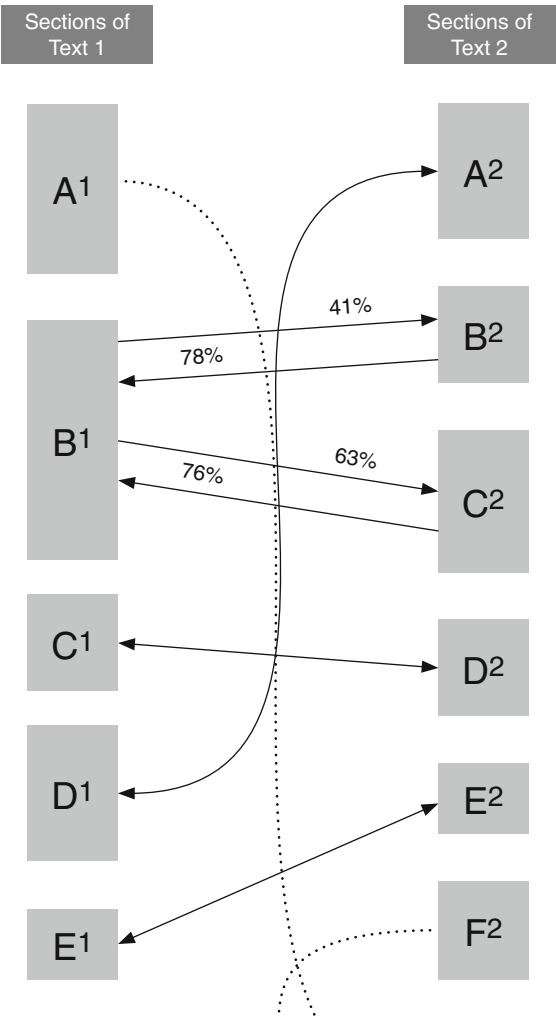 Sections of
Text 1
Sections of
Text 2
A1
A2
41%
B2
78%
B1
63%
76%
C2
C1
D2
D1
E2
E1
F2